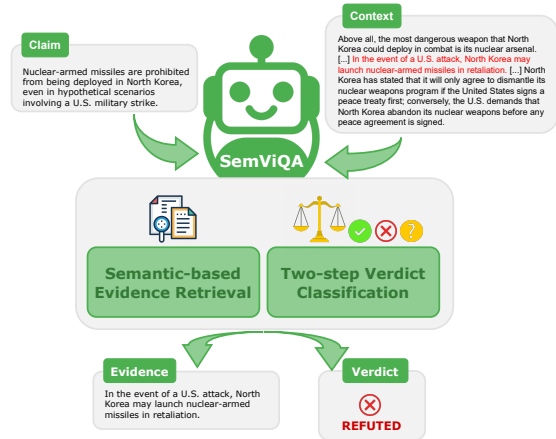 Claim
Nuclear-armed missiles are prohibited
from being deployed in North Korea,
even in hypothetical scenarios
involving a U.S. military strike.
Context
Above all, the most dangerous weapon that North
Korea could deploy in combat is its nuclear arsenal.
[...] In the event of a U.S. attack, North Korea may
launch nuclear-armed missiles in retaliation. [...] North
Korea has stated that it will only agree to dismantle its
nuclear weapons program if the United States signs a
peace treaty first; conversely, the U.S. demands that
North Korea abandon its nuclear weapons before any
peace agreement is signed.
SemViQA
Semantic-based
Evidence Retrieval
Two-step Verdict
Classification
Evidence
In the event of a U.S. attack, North
Korea may launch nuclear-armed
missiles in retaliation.
Verdict
REFUTED